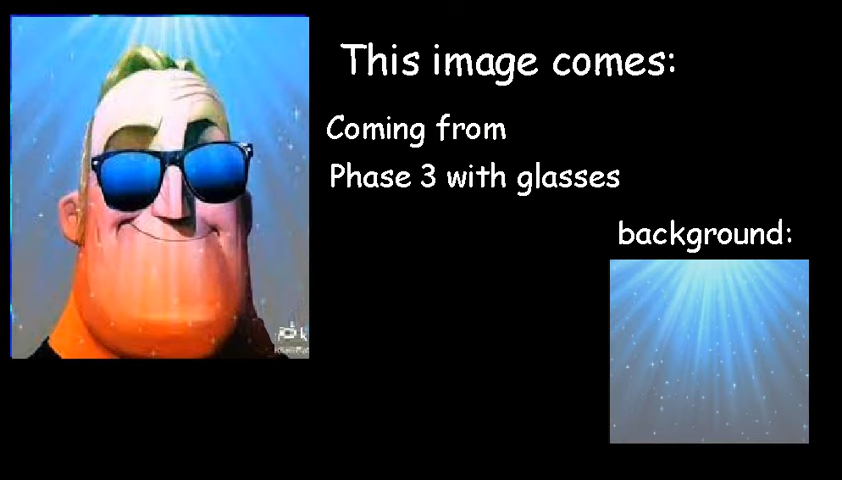 This image comes:
Coming from
Phase 3 with glasses
background: